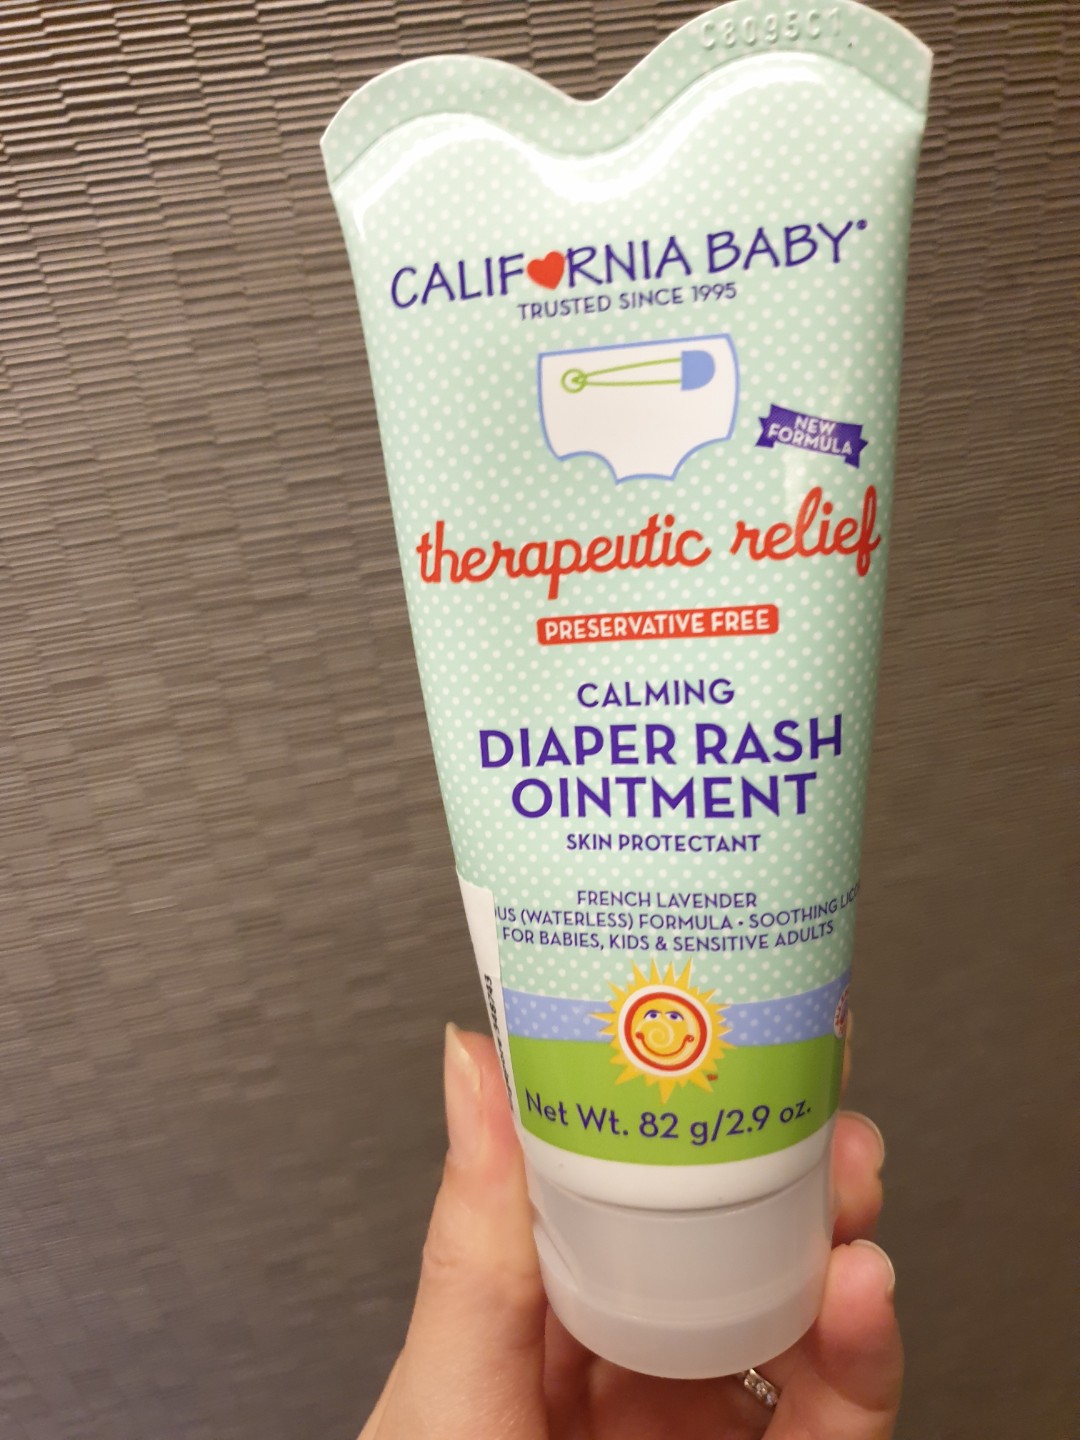 C8095C1
CALIFORNIA BABY®
TRUSTED SINCE 1995
NEW
FORMULA
therapeutic relief
PRESERVATIVE FREE
CALMING
DIAPER RASH
OINTMENT
SKIN PROTECTANT
FRENCH LAVENDER
(WATERLESS) FORMULA • SOOTHING
FOR BABIES, KIDS & SENSITIVE ADULTS
Net Wt. 82 g/2.9 oz.